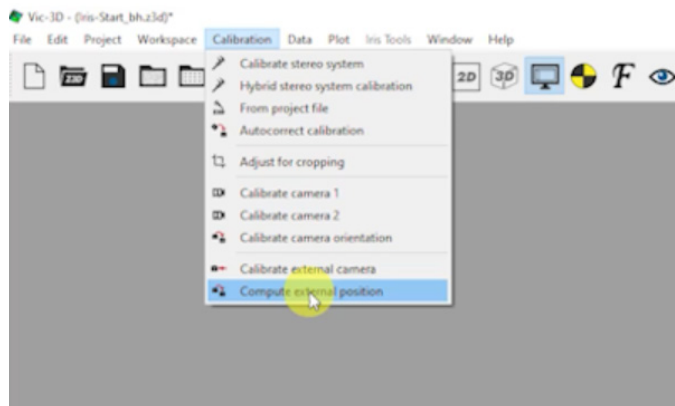 Vic-3D - (Iris-Start_bh.z3d)*
File Edit Project Workspace Calibration Data Plot Iris Tools Window Help
2D 3D F
Calibrate stereo system
Hybrid stereo system calibration
From project file
Autocorrect calibration
Adjust for cropping
Calibrate camera 1
Calibrate camera 2
Calibrate camera orientation
Calibrate external camera
Compute external position